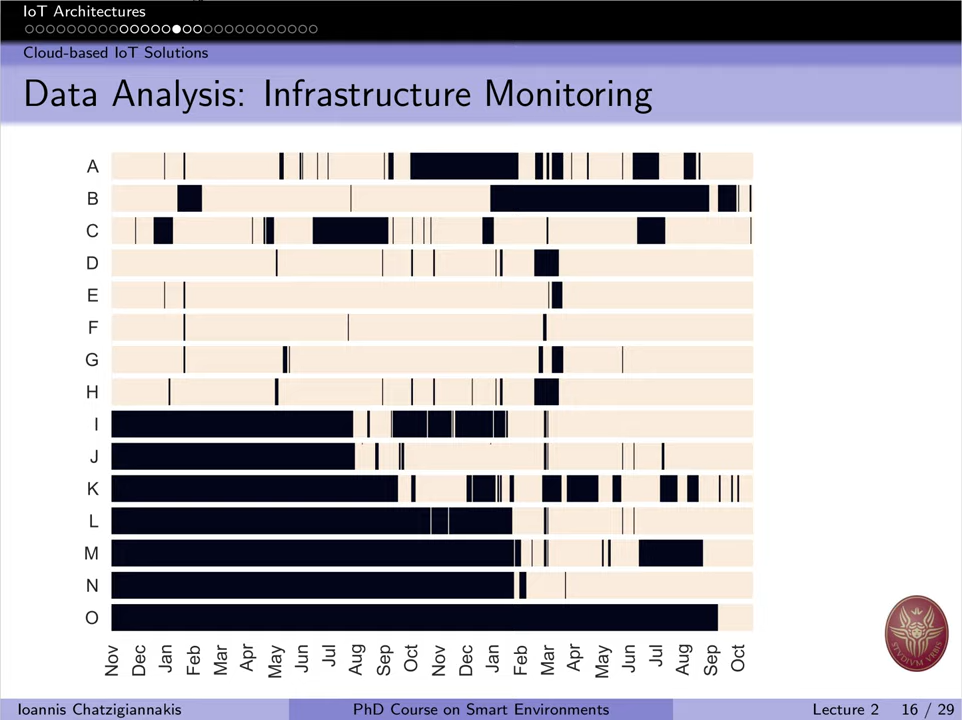 IoT Architectures
Cloud-based IoT Solutions
Data Analysis: Infrastructure Monitoring
A
B
C
D
E
F
G
H
I
J
K
L
M
N
O
Nov Dec Jan Feb Mar Apr May Jun Jul Aug Sep Oct Nov Dec Jan Feb Mar Apr May Jun Jul Aug Sep Oct
STVDIVM VRBIS
Ioannis Chatzigiannakis PhD Course on Smart Environments Lecture 2 16 / 29